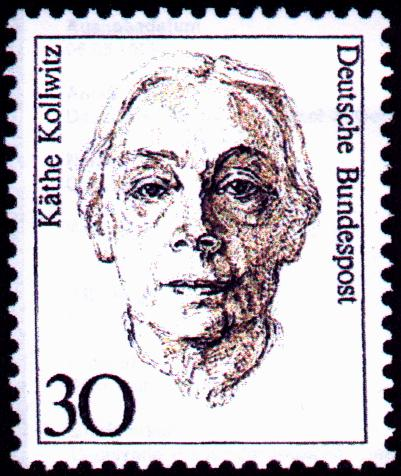 Käthe Kollwitz
Deutsche Bundespost
30